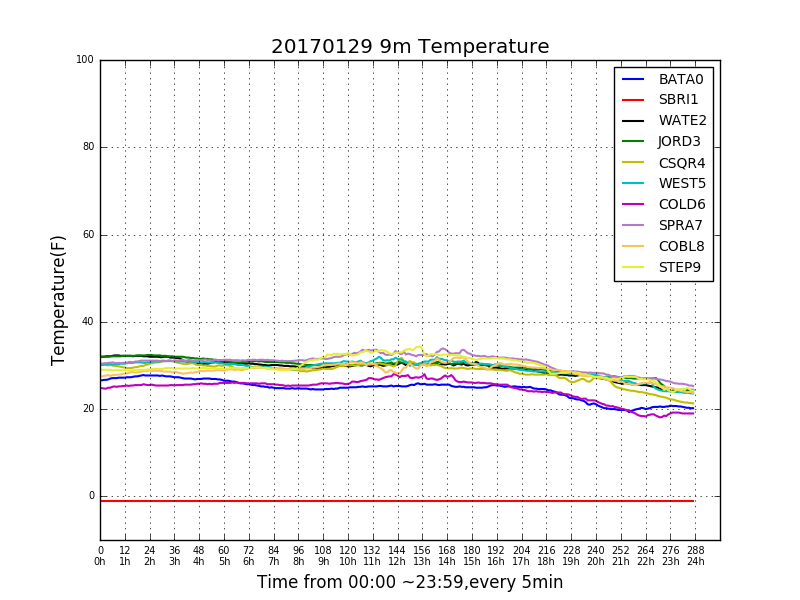 20170129 9m Temperature
100
80
60
40
20
0
Temperature(F)
BATA0
SBRI1
WATE2
JORD3
CSQR4
WEST5
COLD6
SPRA7
COBL8
STEP9
0 12 24 36 48 60 72 84 96 108 120 132 144 156 168 180 192 204 216 228 240 252 264 276 288
0h 1h 2h 3h 4h 5h 6h 7h 8h 9h 10h 11h 12h 13h 14h 15h 16h 17h 18h 19h 20h 21h 22h 23h 24h
Time from 00:00 ~23:59,every 5min